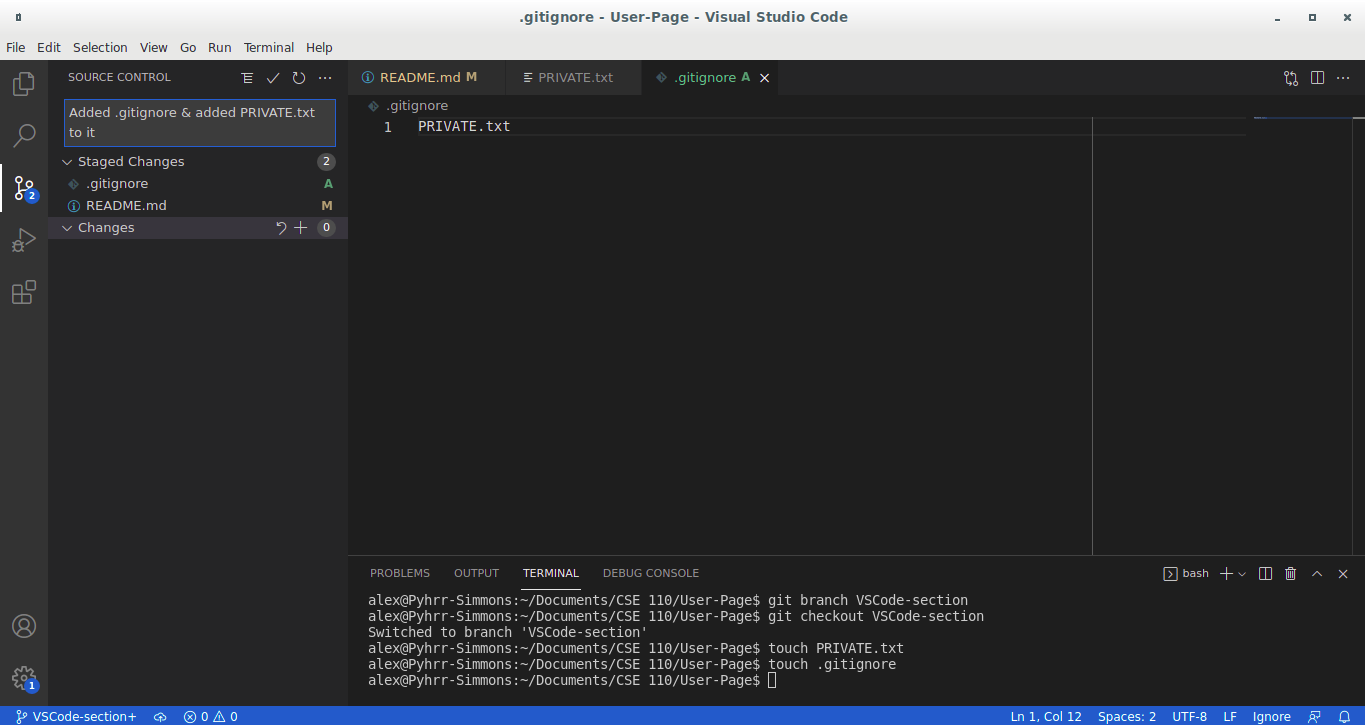 .gitignore - User-Page - Visual Studio Code
File Edit Selection View Go Run Terminal Help
SOURCE CONTROL
README.md M PRIVATE.txt .gitignore A
.gitignore
Added .gitignore & added PRIVATE.txt
to it
1 PRIVATE.txt
Staged Changes 2
.gitignore A
README.md M
2
Changes 0
PROBLEMS OUTPUT TERMINAL DEBUG CONSOLE bash
alex@Pyhrr-Simmons:~/Documents/CSE 110/User-Page$ git branch VSCode-section
alex@Pyhrr-Simmons:~/Documents/CSE 110/User-Page$ git checkout VSCode-section
Switched to branch 'VSCode-section'
alex@Pyhrr-Simmons:~/Documents/CSE 110/User-Page$ touch PRIVATE.txt
alex@Pyhrr-Simmons:~/Documents/CSE 110/User-Page$ touch .gitignore
alex@Pyhrr-Simmons:~/Documents/CSE 110/User-Page$
1
VSCode-section+ 0 0 Ln 1, Col 12 Spaces: 2 UTF-8 LF Ignore